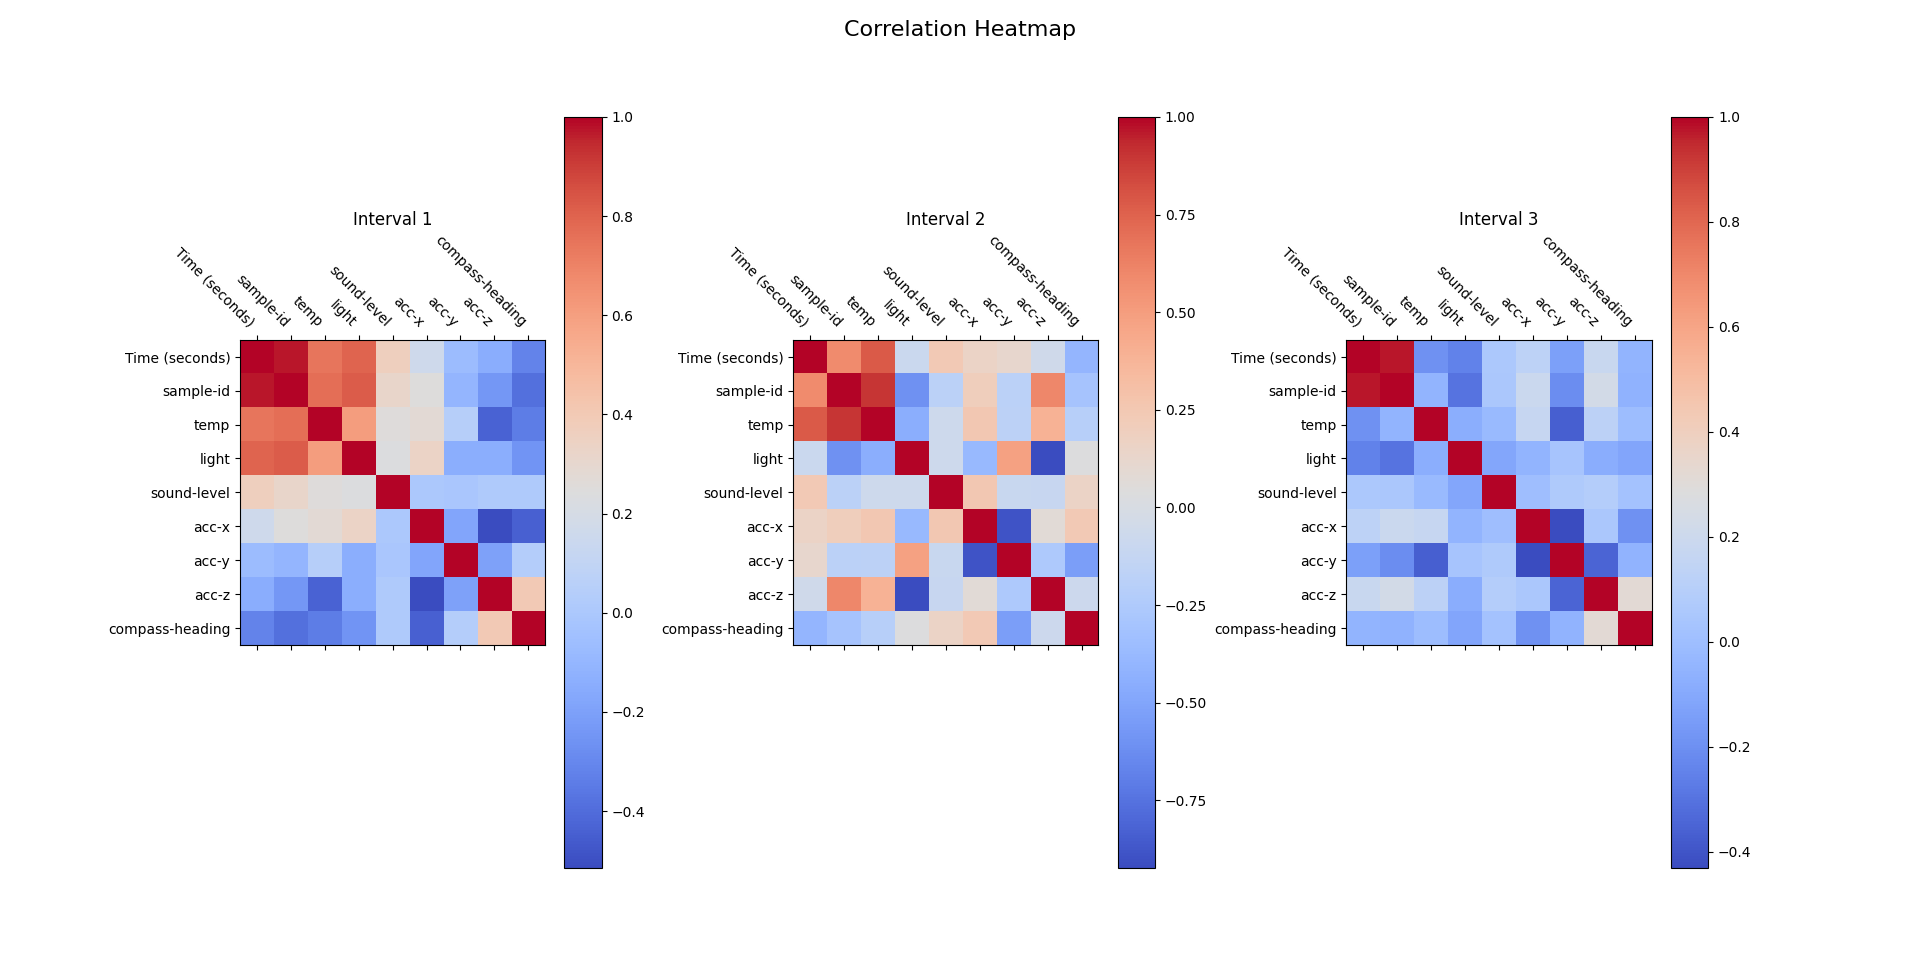 Correlation Heatmap
Interval 1
Time (seconds)
sample-id
temp
light
sound-level
acc-x
acc-y
acc-z
compass-heading
Time (seconds)
sample-id
temp
light
sound-level
acc-x
acc-y
acc-z
compass-heading
1.0
0.8
0.6
0.4
0.2
0.0
−0.2
−0.4
Interval 2
Time (seconds)
sample-id
temp
light
sound-level
acc-x
acc-y
acc-z
compass-heading
Time (seconds)
sample-id
temp
light
sound-level
acc-x
acc-y
acc-z
compass-heading
1.00
0.75
0.50
0.25
0.00
−0.25
−0.50
−0.75
Interval 3
Time (seconds)
sample-id
temp
light
sound-level
acc-x
acc-y
acc-z
compass-heading
Time (seconds)
sample-id
temp
light
sound-level
acc-x
acc-y
acc-z
compass-heading
1.0
0.8
0.6
0.4
0.2
0.0
−0.2
−0.4